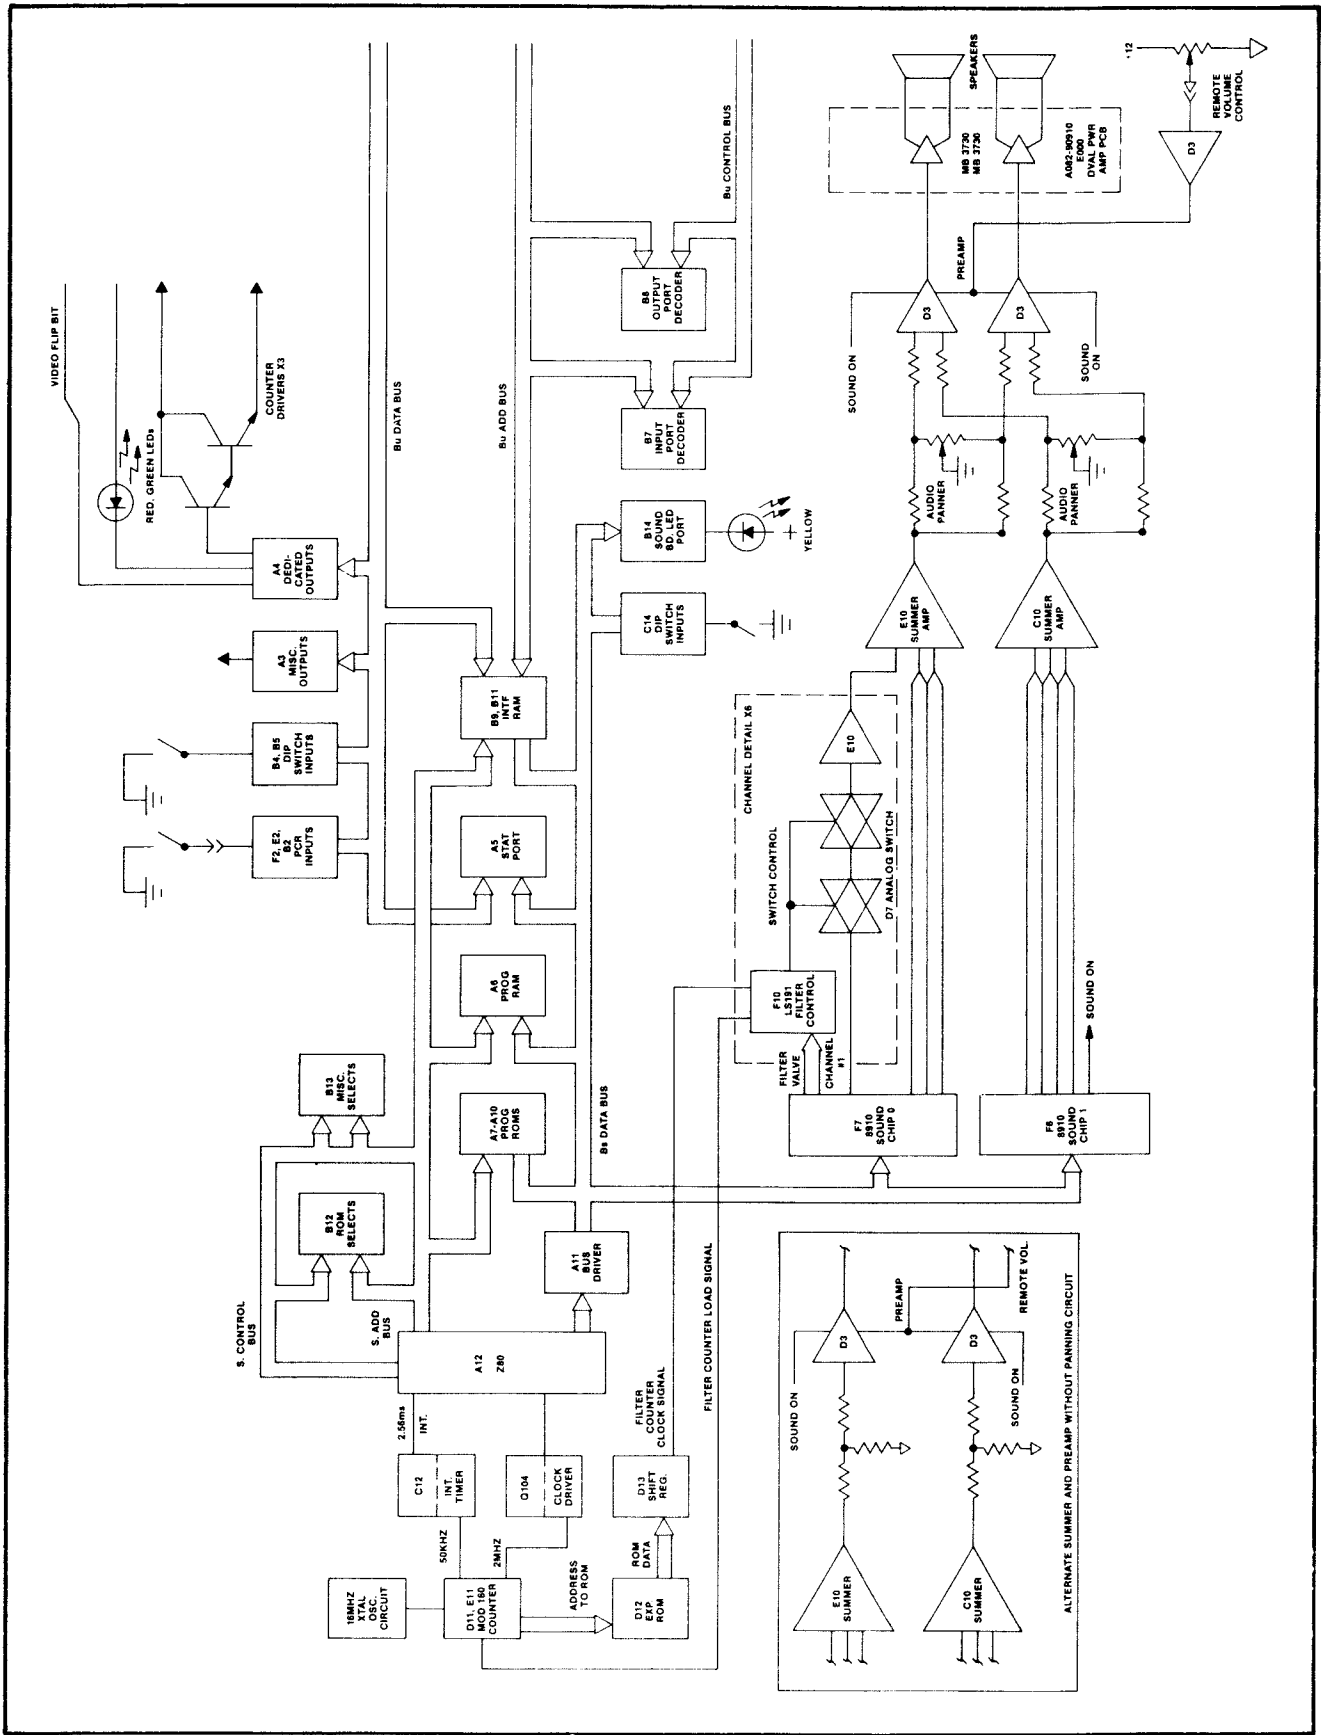 VIDEO FLIP BIT
RED, GREEN LEDs
COUNTER
DRIVERS X3
Bu DATA BUS
Bu ADD BUS
Bu CONTROL BUS
A4
DEDI-
CATED
OUTPUTS
A3
MISC.
OUTPUTS
B4, B5
DIP
SWITCH
INPUTS
F2, E2,
B2
PCR
INPUTS
B9, B11
INTF
RAM
A5
STAT
PORT
A6
PROG
RAM
A7-A10
PROG
ROMS
B13
MISC.
SELECTS
B12
ROM
SELECTS
S. CONTROL
BUS
S. ADD
BUS
A12
Z80
A11
BUS
DRIVER
Bs DATA BUS
B8
OUTPUT
PORT
DECODER
B7
INPUT
PORT
DECODER
B14
SOUND
BD. LED
PORT
YELLOW
C14
DIP
SWITCH
INPUTS
2.56ms
INT.
C12
INT.
TIMER
Q104
CLOCK
DRIVER
50KHZ
2MHZ
16MHZ
XTAL
OSC.
CIRCUIT
D11, E11
MOD 160
COUNTER
ADDRESS
TO ROM
D12
EXP.
ROM
ROM
DATA
D13
SHIFT
REG.
FILTER
COUNTER
CLOCK SIGNAL
FILTER COUNTER LOAD SIGNAL
CHANNEL DETAIL X6
SWITCH CONTROL
D7 ANALOG SWITCH
E10
F10
LS191
FILTER
CONTROL
FILTER
VALVE
CHANNEL
#1
F7
8910
SOUND
CHIP 0
F6
8910
SOUND
CHIP 1
SOUND ON
E10
SUMMER
AMP
C10
SUMMER
AMP
AUDIO
PANNER
AUDIO
PANNER
SOUND ON
D3
PREAMP
D3
SOUND
ON
MB 3730
MB 3730
A082-90910
E000
DVAL PWR
AMP PCB
SPEAKERS
+12
REMOTE
VOLUME
CONTROL
D3
E10
SUMMER
C10
SUMMER
SOUND ON
D3
PREAMP
D3
SOUND ON
REMOTE VOL.
ALTERNATE SUMMER AND PREAMP WITHOUT PANNING CIRCUIT